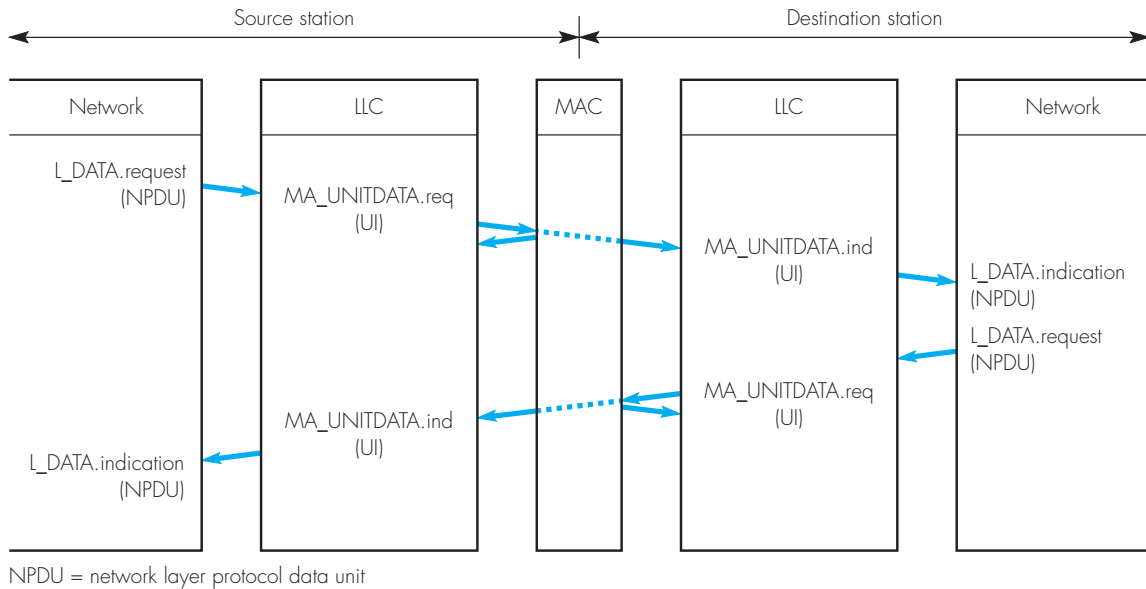 Source station
Destination station
Network
LLC
MAC
LLC
Network
L_DATA.request
(NPDU)
MA_UNITDATA.req
(UI)
MA_UNITDATA.ind
(UI)
L_DATA.indication
(NPDU)
L_DATA.request
(NPDU)
MA_UNITDATA.req
(UI)
MA_UNITDATA.ind
(UI)
L_DATA.indication
(NPDU)
NPDU = network layer protocol data unit